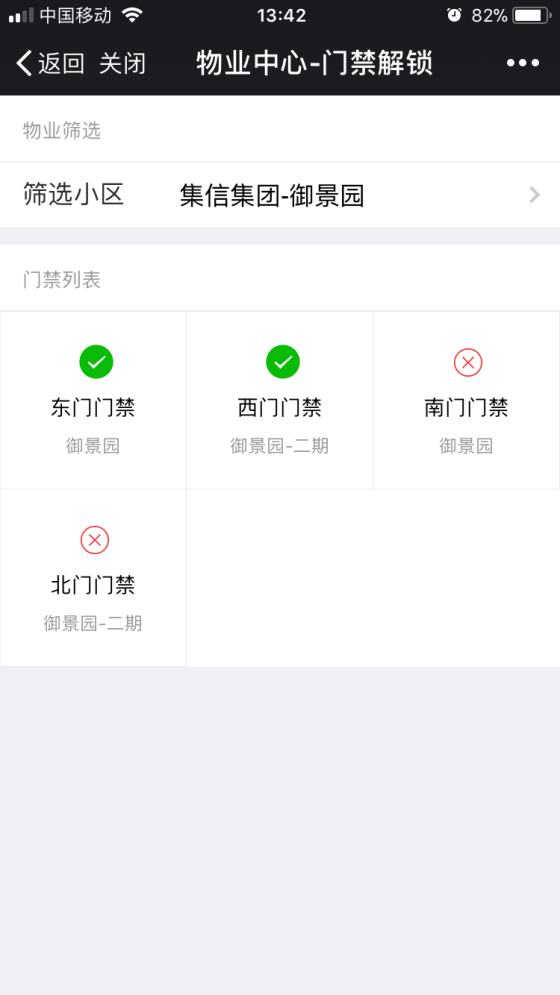 中国移动 13:42 82%
返回 关闭 物业中心-门禁解锁
物业筛选
筛选小区 集信集团-御景园
门禁列表
东门门禁 西门门禁 南门门禁
御景园 御景园-二期 御景园
北门门禁
御景园-二期